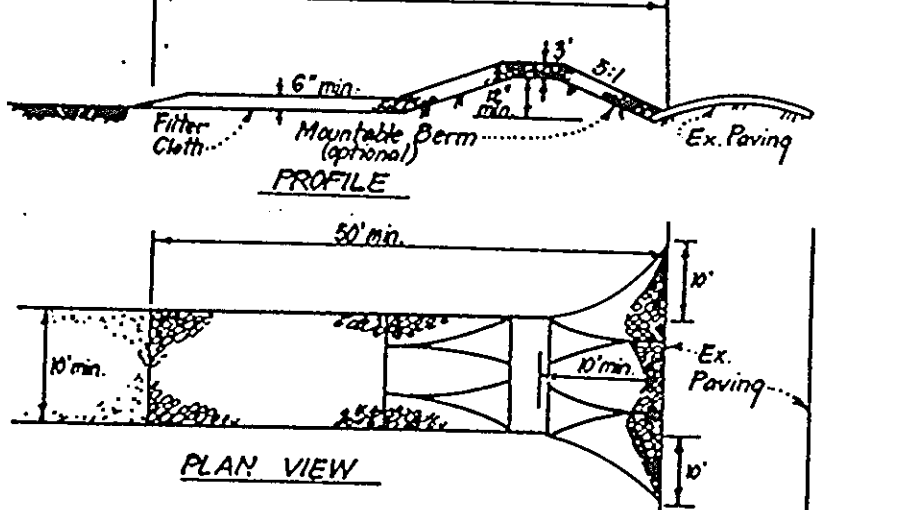 3'
5:1
6" min.
12"
min.
Filter
Cloth
Mountable Berm
(optional)
Ex. Paving
PROFILE
50' min.
10'
10' min.
10' min.
Ex.
Paving
10'
PLAN VIEW